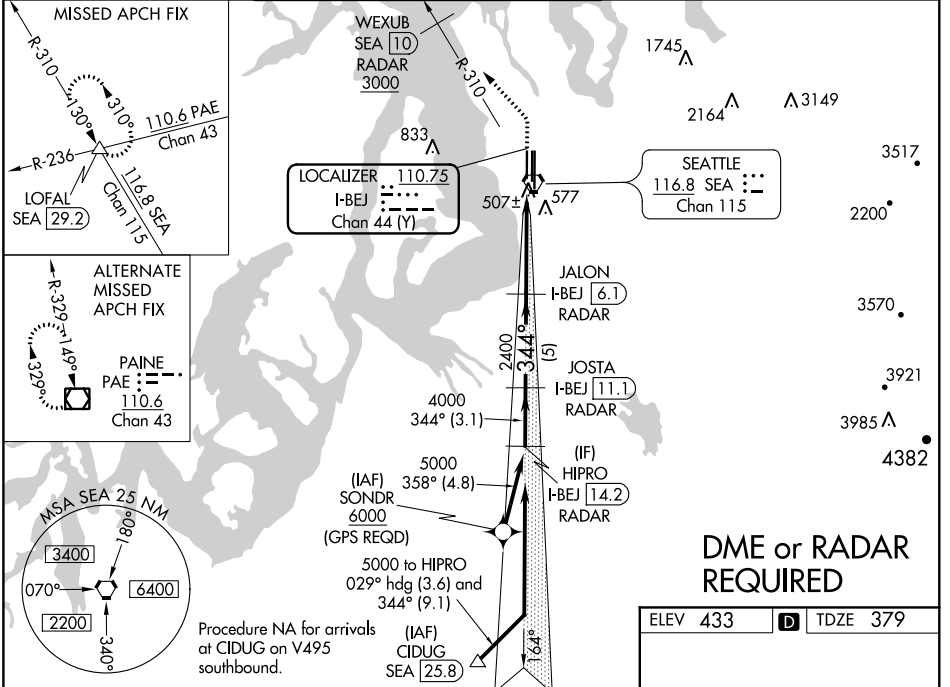 MISSED APCH FIX
R-310
130°
310°
110.6 PAE
Chan 43
R-236
LOFAL
SEA 29.2
116.8 SEA
Chan 115
ALTERNATE
MISSED
APCH FIX
R-329
149°
329°
PAINE
PAE
110.6
Chan 43
MSA SEA 25 NM
180°
3400
070°
6400
2200
340°
Procedure NA for arrivals
at CIDUG on V495
southbound.
WEXUB
SEA 10
RADAR
3000
R-310
833
LOCALIZER 110.75
I-BEJ
Chan 44 (Y)
507±
577
SEATTLE
116.8 SEA
Chan 115
1745
2164
3149
3517
2200
3570
3921
3985
4382
JALON
I-BEJ 6.1
RADAR
2400
344°
(5)
JOSTA
I-BEJ 11.1
RADAR
4000
344° (3.1)
(IF)
HIPRO
I-BEJ 14.2
RADAR
5000
358° (4.8)
(IAF)
SONDR
6000
(GPS REQD)
5000 to HIPRO
029° hdg (3.6) and
344° (9.1)
(IAF)
CIDUG
SEA 25.8
164°
DME or RADAR
REQUIRED
ELEV 433 D TDZE 379